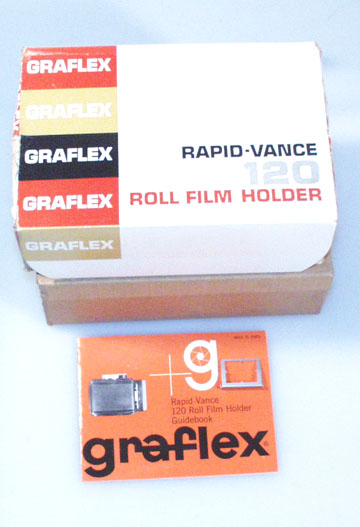 GRAFLEX
GRAFLEX
GRAFLEX
GRAFLEX
GRAFLEX
RAPID-VANCE
120
ROLL FILM HOLDER
g
Rapid-Vance
120 Roll Film Holder
Guidebook
graflex